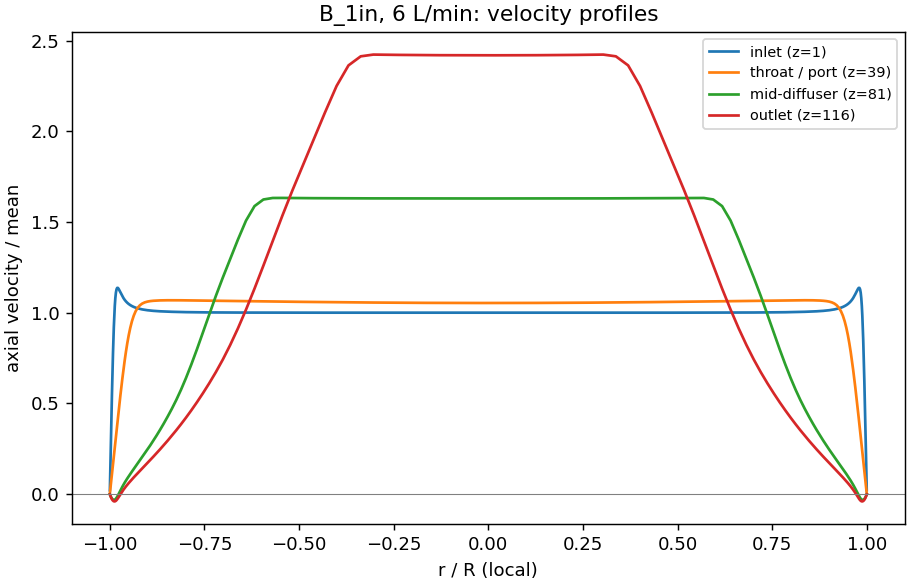 B_1in, 6 L/min: velocity profiles
inlet (z=1)
throat / port (z=39)
mid-diffuser (z=81)
outlet (z=116)
axial velocity / mean
2.5
2.0
1.5
1.0
0.5
0.0
−1.00 −0.75 −0.50 −0.25 0.00 0.25 0.50 0.75 1.00
r / R (local)